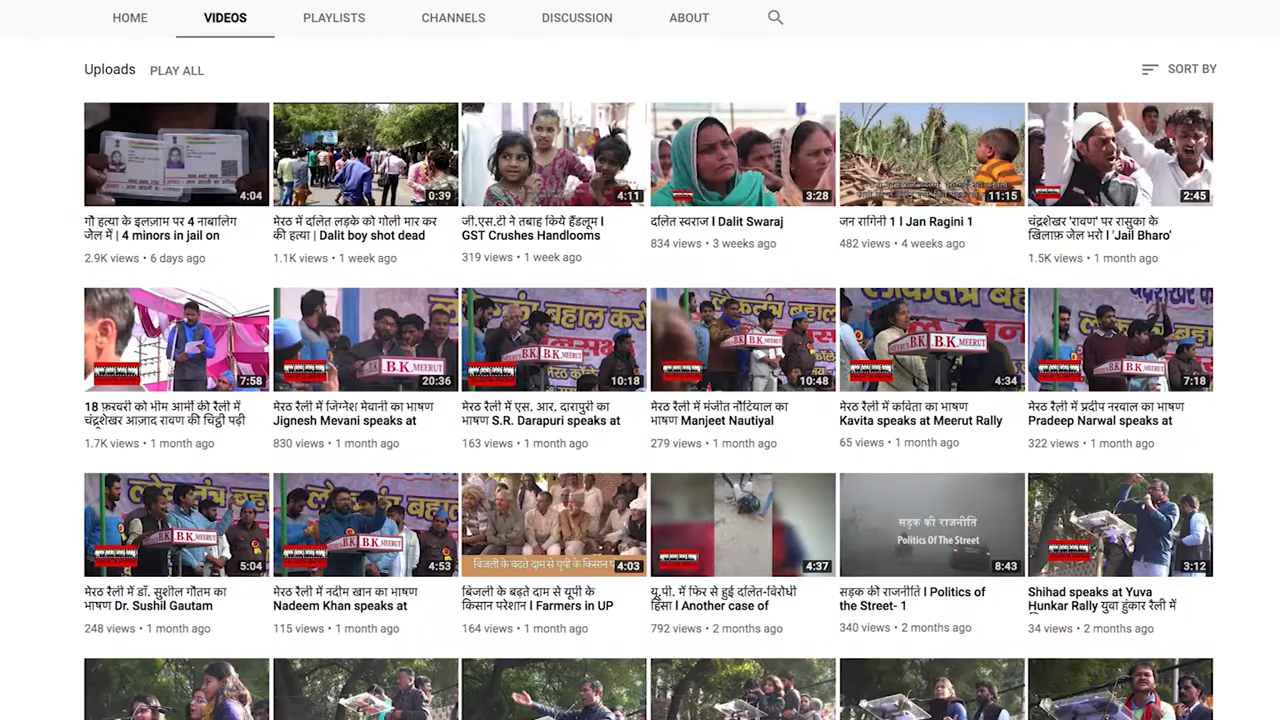 HOME VIDEOS PLAYLISTS CHANNELS DISCUSSION ABOUT
Uploads PLAY ALL SORT BY
4:04
गौ हत्या के इलज़ाम पर 4 नाबालिग
जेल में | 4 minors in jail on
2.9K views • 6 days ago
0:39
मेरठ में दलित लड़के को गोली मार कर
की हत्या | Dalit boy shot dead
1.1K views • 1 week ago
4:11
जी.एस.टी ने तबाह किये हैंडलूम I
GST Crushes Handlooms
319 views • 1 week ago
3:28
दलित स्वराज I Dalit Swaraj
834 views • 3 weeks ago
11:15
जन रागिनी 1 I Jan Ragini 1
482 views • 4 weeks ago
2:45
चंद्रशेखर 'रावण' पर रासुका के
खिलाफ़ जेल भरो I 'Jail Bharo'
1.5K views • 1 month ago
7:58
18 फ़रवरी को भीम आर्मी की रैली में
चंद्रशेखर आज़ाद रावण की चिट्ठी पढ़ी
1.7K views • 1 month ago
B.K. MEERUT
20:36
मेरठ रैली में जिग्नेश मेवानी का भाषण
Jignesh Mevani speaks at
830 views • 1 month ago
लोकतंत्र बहाल करो
B.K. MEERUT
10:18
मेरठ रैली में एस. आर. दारापुरी का
भाषण S.R. Darapuri speaks at
163 views • 1 month ago
B.K. MEERUT
10:48
मेरठ रैली में मंजीत नौटियाल का
भाषण Manjeet Nautiyal
279 views • 1 month ago
B.K. MEERUT
4:34
मेरठ रैली में कविता का भाषण
Kavita speaks at Meerut Rally
65 views • 1 month ago
B.K. MEERUT
7:18
मेरठ रैली में प्रदीप नरवाल का भाषण
Pradeep Narwal speaks at
322 views • 1 month ago
B.K. MEERUT
5:04
मेरठ रैली में डॉ. सुशील गौतम का
भाषण Dr. Sushil Gautam
248 views • 1 month ago
B.K. MEERUT
4:53
मेरठ रैली में नदीम खान का भाषण
Nadeem Khan speaks at
115 views • 1 month ago
बिजली के बढ़ते दाम से यूपी के किसान
4:03
बिजली के बढ़ते दाम से यूपी के
किसान परेशान I Farmers in UP
164 views • 1 month ago
4:37
यू.पी. में फिर से हुई दलित-विरोधी
हिंसा I Another case of
792 views • 2 months ago
सड़क की राजनीति
Politics Of The Street
8:43
सड़क की राजनीति I Politics of
the Street- 1
340 views • 2 months ago
3:12
Shihad speaks at Yuva
Hunkar Rally युवा हुंकार रैली में
34 views • 2 months ago